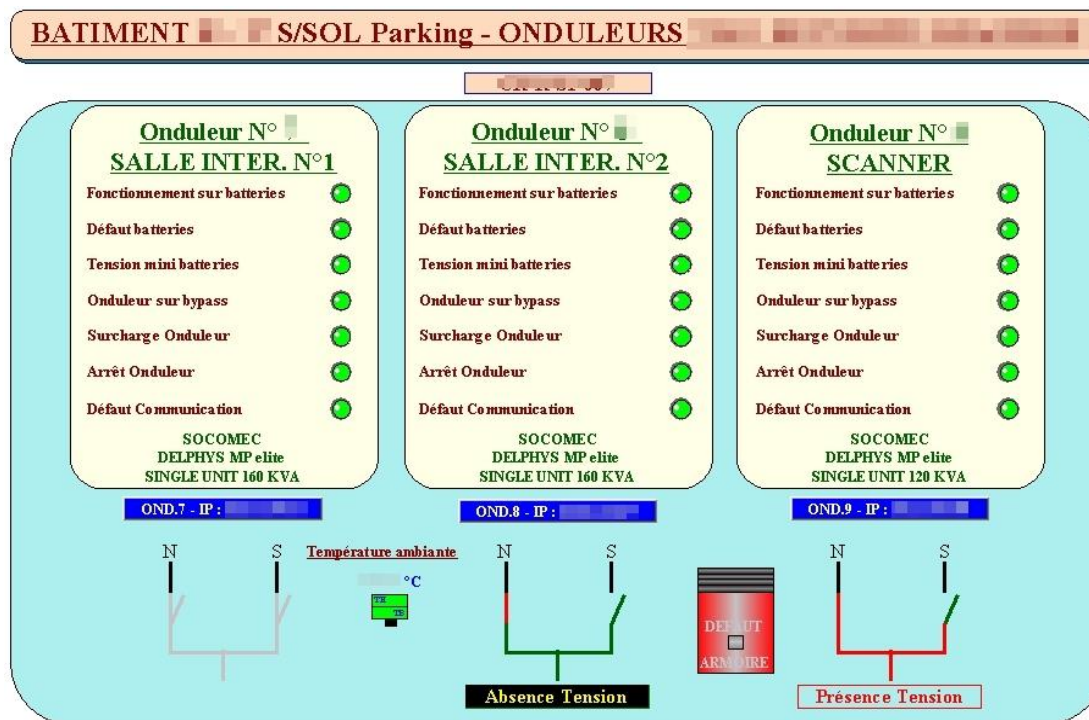 BATIMENT S/SOL Parking - ONDULEURS
Onduleur N°
SALLE INTER. N°1
Fonctionnement sur batteries
Défaut batteries
Tension mini batteries
Onduleur sur bypass
Surcharge Onduleur
Arrêt Onduleur
Défaut Communication
SOCOMEC
DELPHYS MP elite
SINGLE UNIT 160 KVA
OND.7 - IP :
Onduleur N°
SALLE INTER. N°2
Fonctionnement sur batteries
Défaut batteries
Tension mini batteries
Onduleur sur bypass
Surcharge Onduleur
Arrêt Onduleur
Défaut Communication
SOCOMEC
DELPHYS MP elite
SINGLE UNIT 160 KVA
OND.8 - IP :
Onduleur N°
SCANNER
Fonctionnement sur batteries
Défaut batteries
Tension mini batteries
Onduleur sur bypass
Surcharge Onduleur
Arrêt Onduleur
Défaut Communication
SOCOMEC
DELPHYS MP elite
SINGLE UNIT 120 KVA
OND.9 - IP :
N S
Température ambiante
°C
TH
TE
N S
Absence Tension
DEFAUT
ARMOIRE
N S
Présence Tension